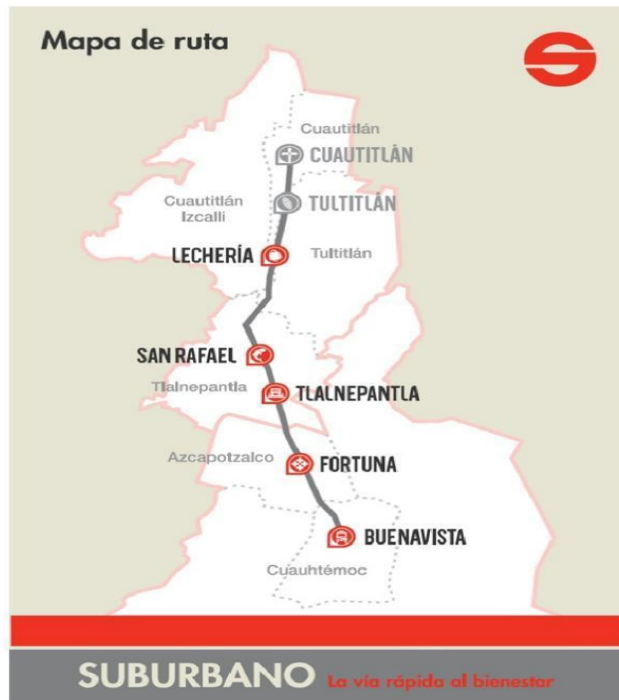 Mapa de ruta
Cuautitlán
CUAUTITLÁN
Cuautitlán
Izcalli
TULTITLÁN
LECHERÍA
Tultitlán
SAN RAFAEL
Tlalnepantla
TLALNEPANTLA
Azcapotzalco
FORTUNA
BUENAVISTA
Cuauhtémoc
SUBURBANO La vía rápida al bienestar